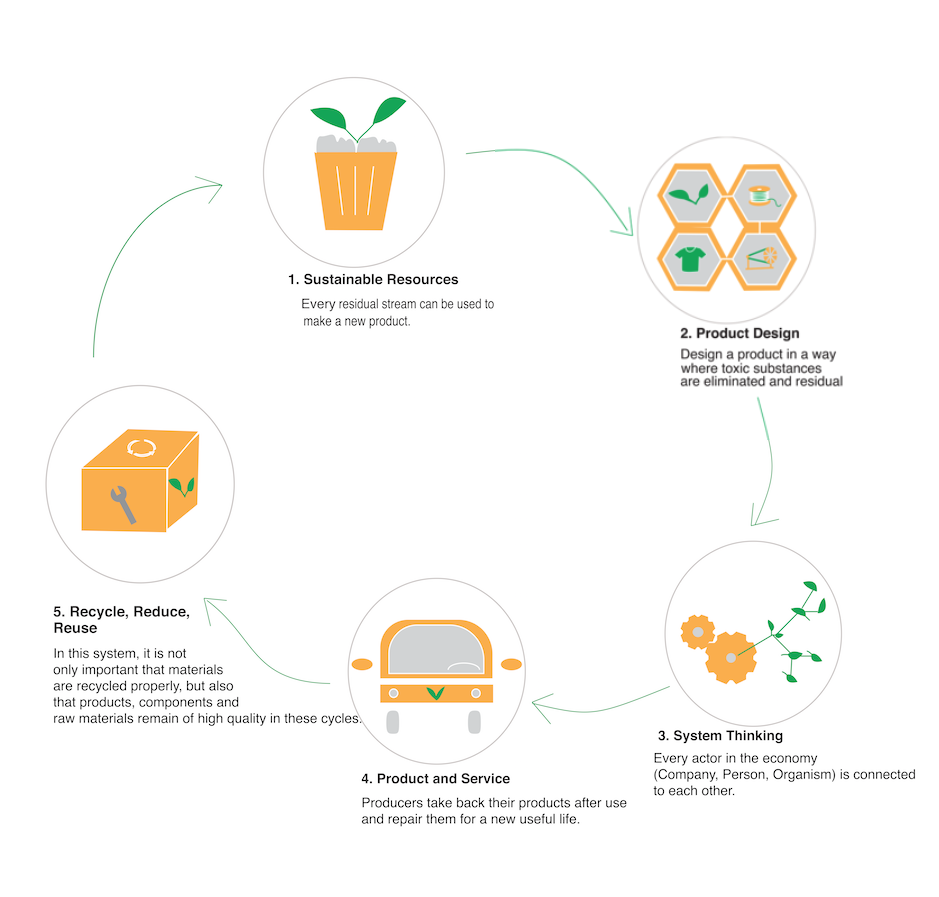 1. Sustainable Resources
Every residual stream can be used to
make a new product.
2. Product Design
Design a product in a way
where toxic substances
are eliminated and residual
3. System Thinking
Every actor in the economy
(Company, Person, Organism) is connected
to each other.
4. Product and Service
Producers take back their products after use
and repair them for a new useful life.
5. Recycle, Reduce,
Reuse
In this system, it is not
only important that materials
are recycled properly, but also
that products, components and
raw materials remain of high quality in these cycles.